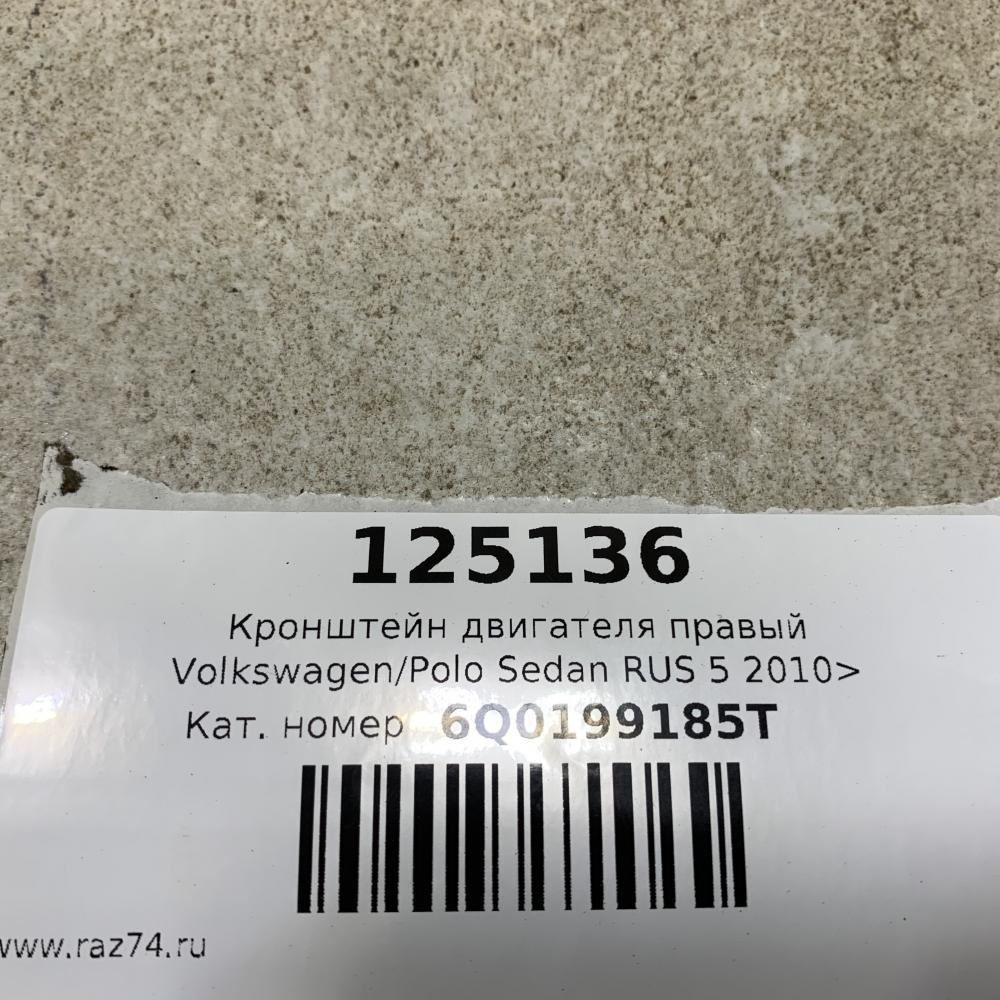 125136
Кронштейн двигателя правый
Volkswagen/Polo Sedan RUS 5 2010>
Кат. номер 6Q0199185T
www.raz74.ru